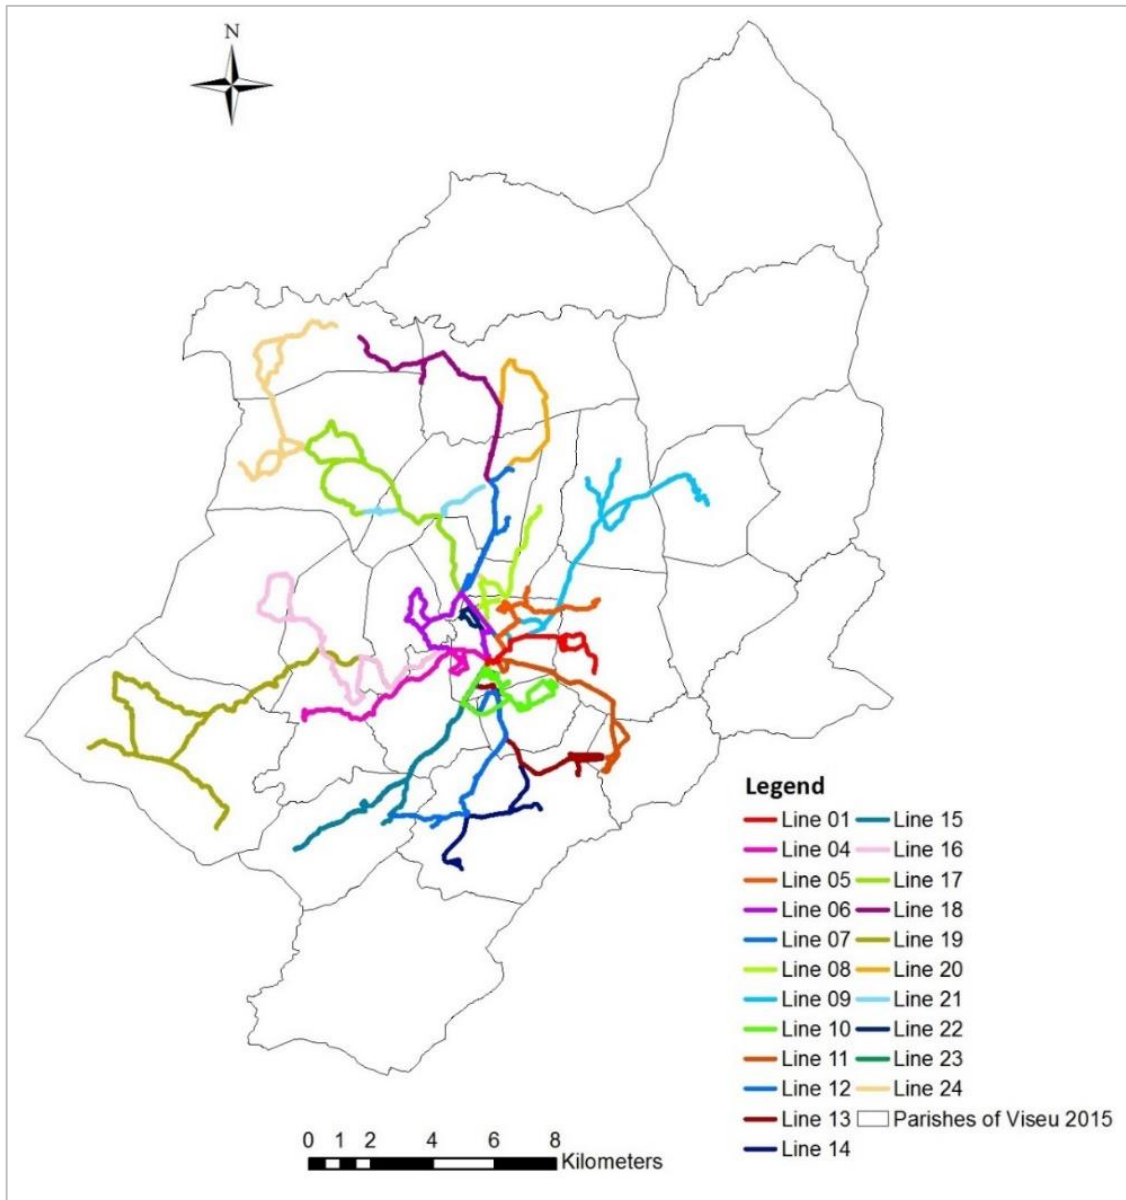 N
Legend
Line 01
Line 04
Line 05
Line 06
Line 07
Line 08
Line 09
Line 10
Line 11
Line 12
Line 13
Line 14
Line 15
Line 16
Line 17
Line 18
Line 19
Line 20
Line 21
Line 22
Line 23
Line 24
Parishes of Viseu 2015
0 1 2 4 6 8
Kilometers